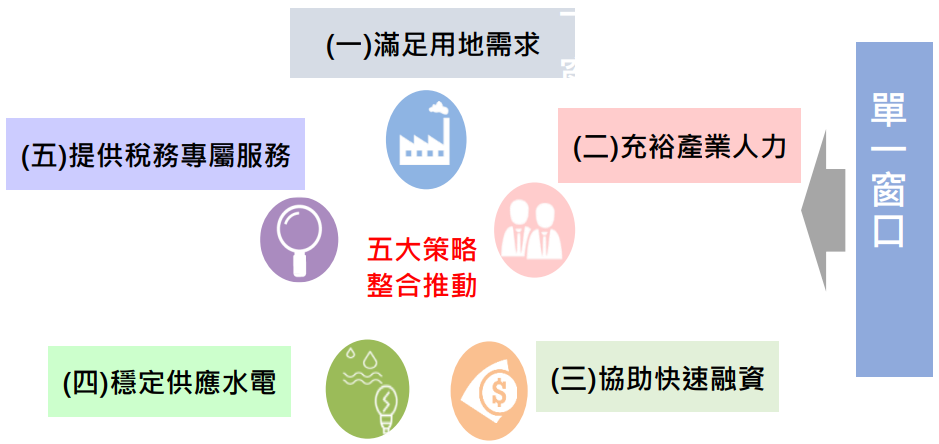 (一)滿足用地需求
(二)充裕產業人力
(三)協助快速融資
(四)穩定供應水電
(五)提供稅務專屬服務
五大策略
整合推動
單一窗口
$